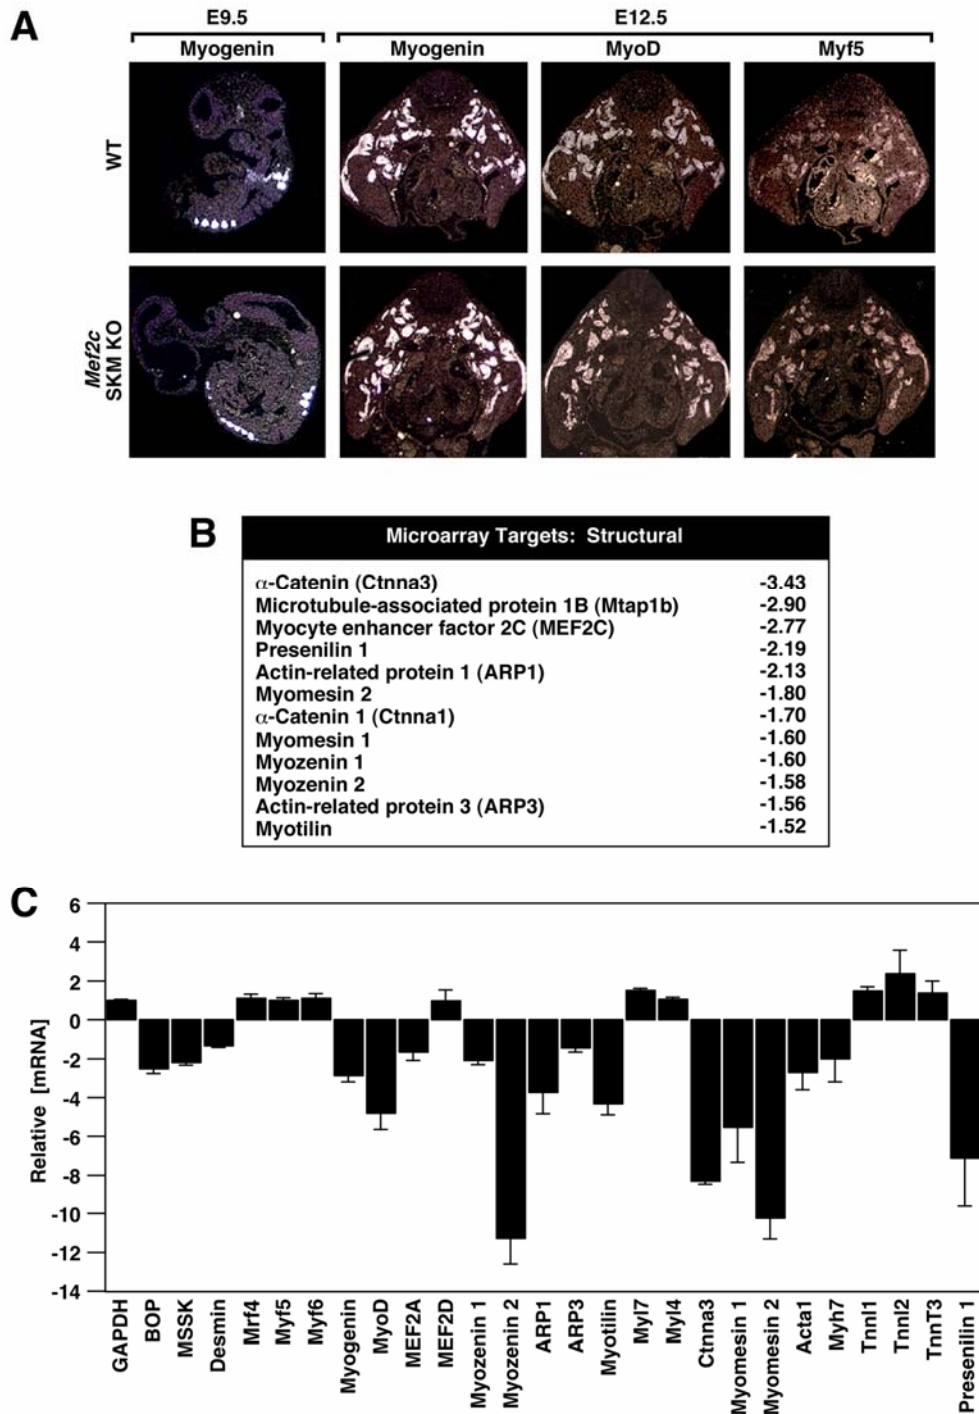 A
E9.5
E12.5
Myogenin
Myogenin
MyoD
Myf5
WT
Mef2c
SKM KO
B
Microarray Targets: Structural
α-Catenin (Ctnna3) -3.43
Microtubule-associated protein 1B (Mtap1b) -2.90
Myocyte enhancer factor 2C (MEF2C) -2.77
Presenilin 1 -2.19
Actin-related protein 1 (ARP1) -2.13
Myomesin 2 -1.80
α-Catenin 1 (Ctnna1) -1.70
Myomesin 1 -1.60
Myozenin 1 -1.60
Myozenin 2 -1.58
Actin-related protein 3 (ARP3) -1.56
Myotilin -1.52
C
Relative [mRNA]
6
4
2
0
-2
-4
-6
-8
-10
-12
-14
GAPDH
BOP
MSSK
Desmin
Mrf4
Myf5
Myf6
Myogenin
MyoD
MEF2A
MEF2D
Myozenin 1
Myozenin 2
ARP1
ARP3
Myotilin
Myl7
Myl4
Ctnna3
Myomesin 1
Myomesin 2
Acta1
Myh7
TnnI1
TnnI2
TnnT3
Presenilin 1